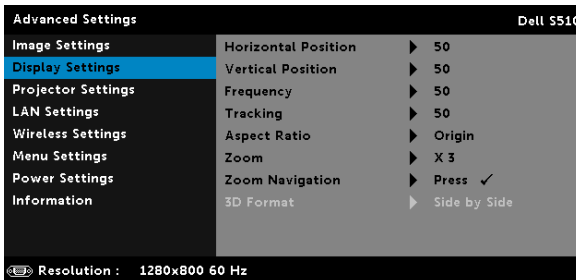 Advanced Settings Dell S510
Image Settings
Display Settings
Projector Settings
LAN Settings
Wireless Settings
Menu Settings
Power Settings
Information
Horizontal Position 50
Vertical Position 50
Frequency 50
Tracking 50
Aspect Ratio Origin
Zoom X 3
Zoom Navigation Press ✓
3D Format Side by Side
Resolution : 1280x800 60 Hz